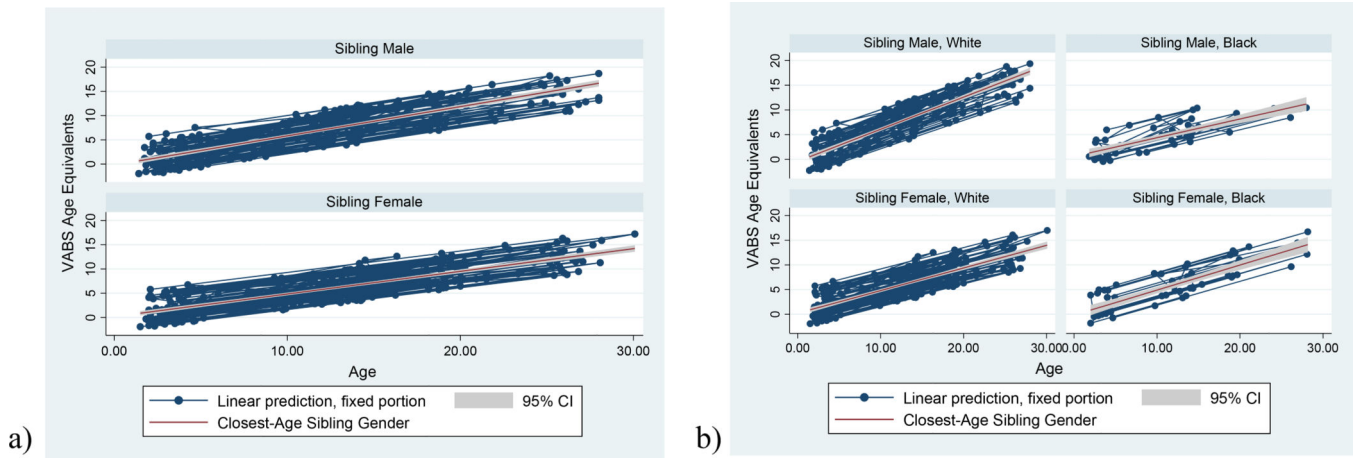 Sibling Male
20
15
10
5
0
Sibling Female
20
15
10
5
0
VABS Age Equivalents
0.00 10.00 20.00 30.00
Age
Linear prediction, fixed portion 95% CI
Closest-Age Sibling Gender
a)
Sibling Male, White Sibling Male, Black
20
15
10
5
0
Sibling Female, White Sibling Female, Black
20
15
10
5
0
VABS Age Equivalents
0.00 10.00 20.00 30.00 0.00 10.00 20.00 30.00
Age
Linear prediction, fixed portion 95% CI
Closest-Age Sibling Gender
b)